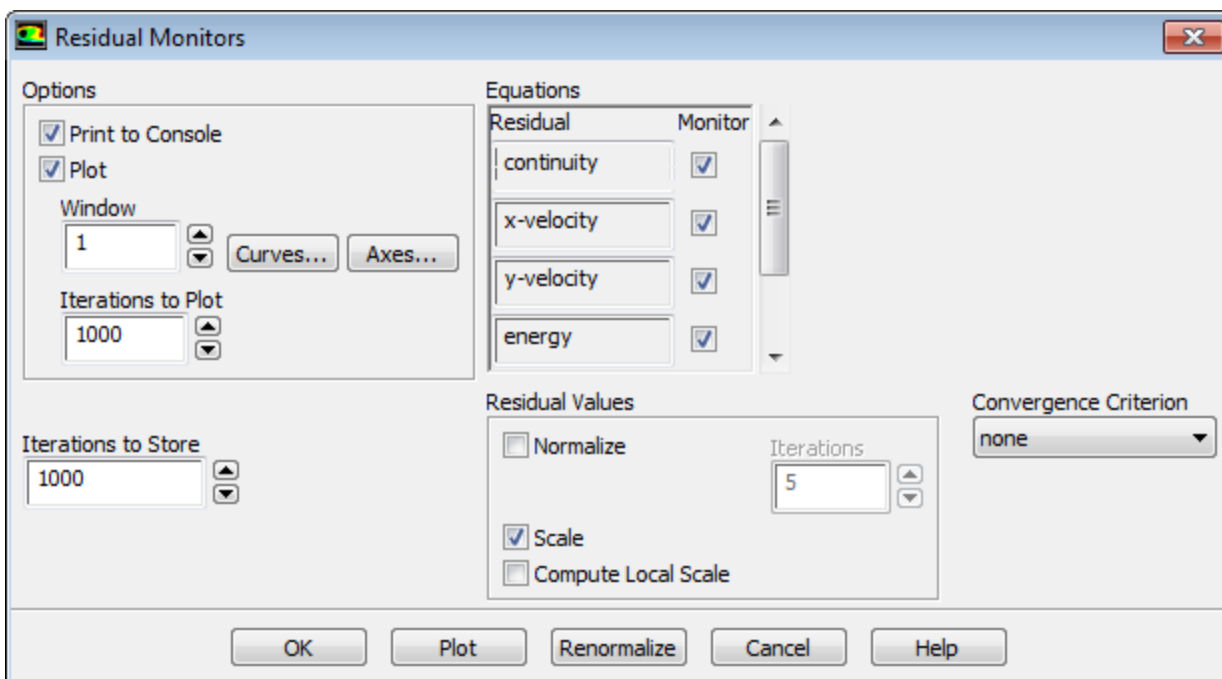 Residual Monitors
Options
Print to Console
Plot
Window
1
Curves...
Axes...
Iterations to Plot
1000
Iterations to Store
1000
Equations
Residual Monitor
continuity
x-velocity
y-velocity
energy
Residual Values
Normalize
Iterations
5
Scale
Compute Local Scale
Convergence Criterion
none
OK
Plot
Renormalize
Cancel
Help